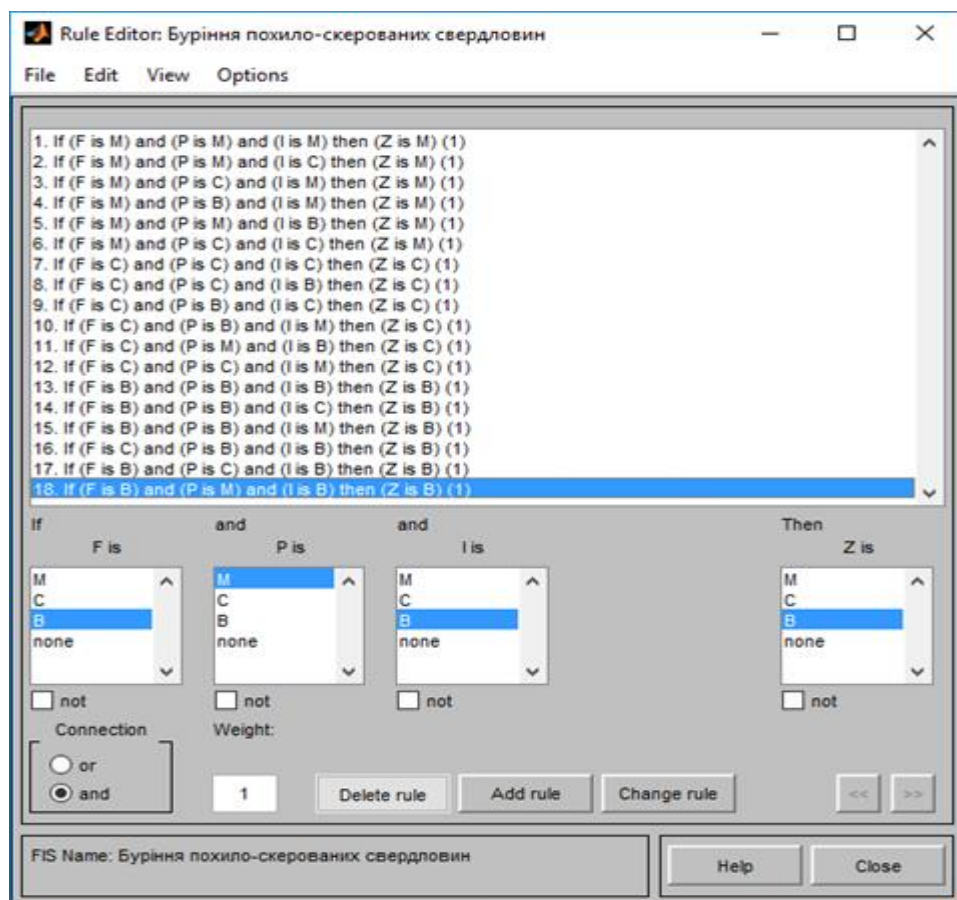 Rule Editor: Буріння похило-скерованих свердловин
File Edit View Options
1. If (F is M) and (P is M) and (I is M) then (Z is M) (1)
2. If (F is M) and (P is M) and (I is C) then (Z is M) (1)
3. If (F is M) and (P is C) and (I is M) then (Z is M) (1)
4. If (F is M) and (P is B) and (I is M) then (Z is M) (1)
5. If (F is M) and (P is M) and (I is B) then (Z is M) (1)
6. If (F is M) and (P is C) and (I is C) then (Z is M) (1)
7. If (F is C) and (P is C) and (I is C) then (Z is C) (1)
8. If (F is C) and (P is C) and (I is B) then (Z is C) (1)
9. If (F is C) and (P is B) and (I is C) then (Z is C) (1)
10. If (F is C) and (P is B) and (I is M) then (Z is C) (1)
11. If (F is C) and (P is M) and (I is B) then (Z is C) (1)
12. If (F is C) and (P is C) and (I is M) then (Z is C) (1)
13. If (F is B) and (P is B) and (I is B) then (Z is B) (1)
14. If (F is B) and (P is B) and (I is C) then (Z is B) (1)
15. If (F is B) and (P is B) and (I is M) then (Z is B) (1)
16. If (F is C) and (P is B) and (I is B) then (Z is B) (1)
17. If (F is B) and (P is C) and (I is B) then (Z is B) (1)
18. If (F is B) and (P is M) and (I is B) then (Z is B) (1)
If and and Then
F is P is I is Z is
M M M M
C C C C
B B B B
none none none none
not not not not
Connection Weight:
or
and 1 Delete rule Add rule Change rule << >>
FIS Name: Буріння похило-скерованих свердловин Help Close